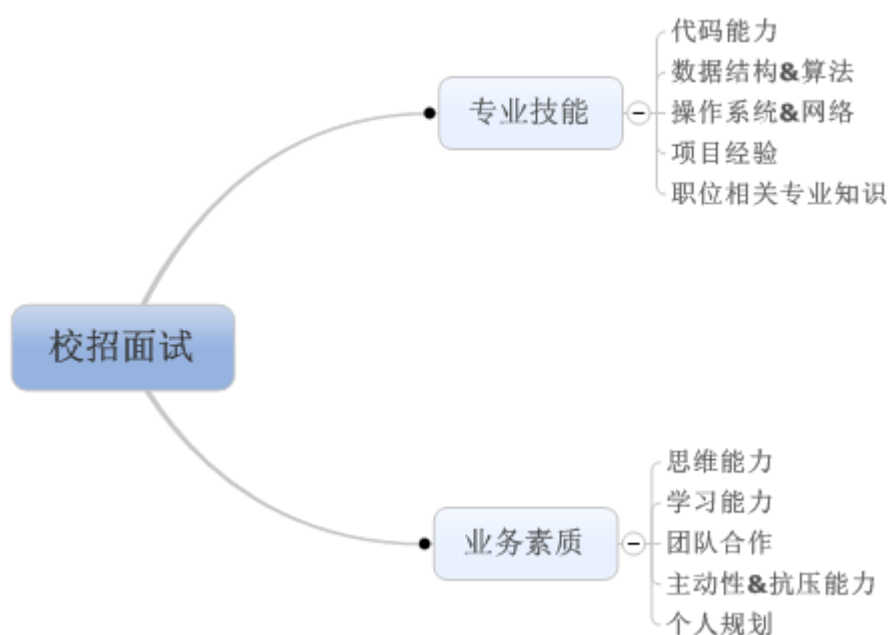 代码能力
数据结构&算法
专业技能
操作系统&网络
项目经验
职位相关专业知识
校招面试
思维能力
学习能力
业务素质
团队合作
主动性&抗压能力
个人规划